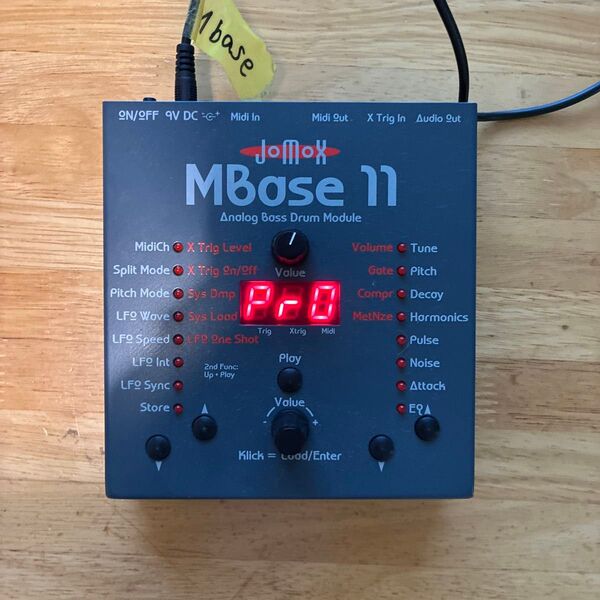 1 base
ON/OFF 9V DC - + Midi In Midi Out X Trig In Audio Out
JoMoX
MBase 11
Analog Bass Drum Module
MidiCh X Trig Level Volume Tune
Split Mode X Trig On/Off Value Gate Pitch
Pitch Mode Sys Dmp Pr0 Compr Decay
LFO Wave Sys Load MetNze Harmonics
Trig Xtrig Midi
LFO Speed LFO One Shot Pulse
LFO Int 2nd Func: Play Noise
Up + Play
LFO Sync Value Attack
Store - + EQ
Klick = Load/Enter